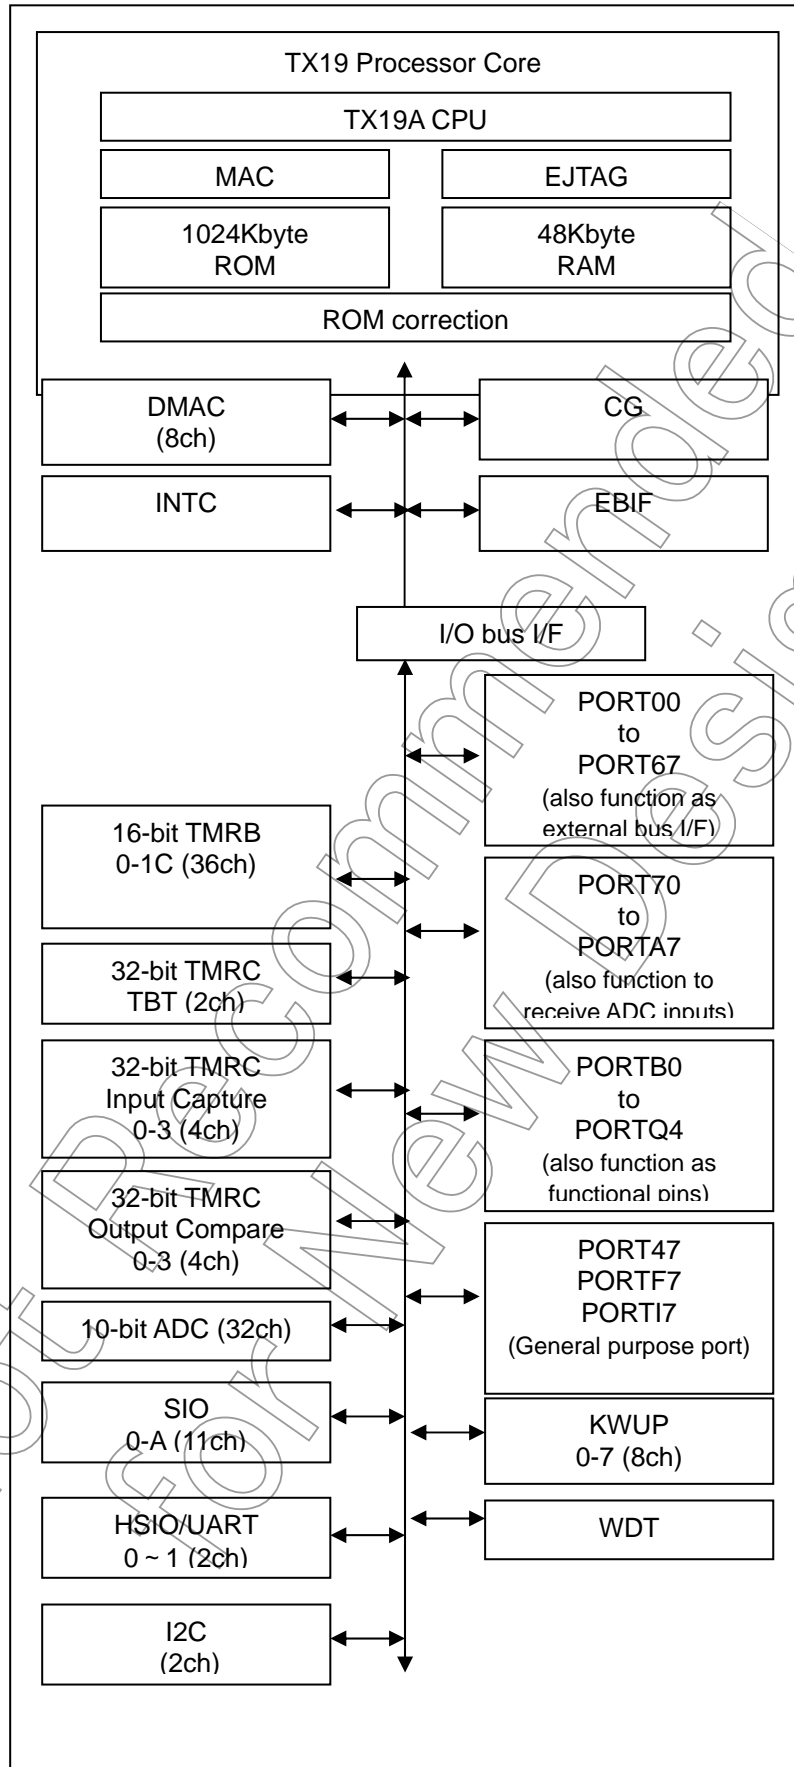 TX19 Processor Core
TX19A CPU
MAC
EJTAG
1024Kbyte
ROM
48Kbyte
RAM
ROM correction
DMAC
(8ch)
CG
INTC
EBIF
I/O bus I/F
PORT00
to
PORT67
(also function as
external bus I/F)
16-bit TMRB
0-1C (36ch)
PORT70
to
PORTA7
(also function to
receive ADC inputs)
32-bit TMRC
TBT (2ch)
32-bit TMRC
Input Capture
0-3 (4ch)
PORTB0
to
PORTQ4
(also function as
functional pins)
32-bit TMRC
Output Compare
0-3 (4ch)
PORT47
PORTF7
PORTI7
(General purpose port)
10-bit ADC (32ch)
SIO
0-A (11ch)
KWUP
0-7 (8ch)
HSIO/UART
0 ~ 1 (2ch)
WDT
I2C
(2ch)
Recommended
for New Desi